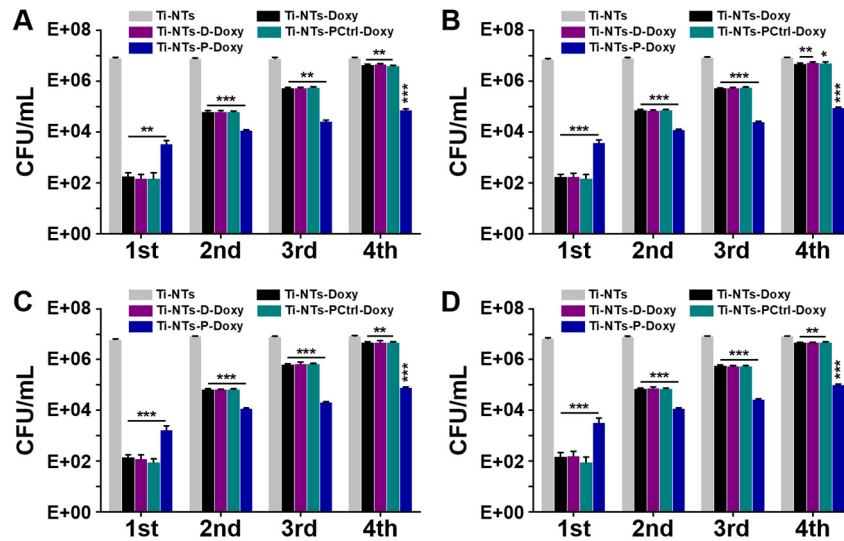 A
Ti-NTs Ti-NTs-Doxy
Ti-NTs-D-Doxy Ti-NTs-PCtrl-Doxy
Ti-NTs-P-Doxy
CFU/mL
E+08
E+06
E+04
E+02
E+00
** *** ** ** ***
1st 2nd 3rd 4th
B
Ti-NTs Ti-NTs-Doxy
Ti-NTs-D-Doxy Ti-NTs-PCtrl-Doxy
Ti-NTs-P-Doxy
CFU/mL
E+08
E+06
E+04
E+02
E+00
*** *** *** ** * ***
1st 2nd 3rd 4th
C
Ti-NTs Ti-NTs-Doxy
Ti-NTs-D-Doxy Ti-NTs-PCtrl-Doxy
Ti-NTs-P-Doxy
CFU/mL
E+08
E+06
E+04
E+02
E+00
*** *** *** ** ***
1st 2nd 3rd 4th
D
Ti-NTs Ti-NTs-Doxy
Ti-NTs-D-Doxy Ti-NTs-PCtrl-Doxy
Ti-NTs-P-Doxy
CFU/mL
E+08
E+06
E+04
E+02
E+00
*** *** *** ** ***
1st 2nd 3rd 4th